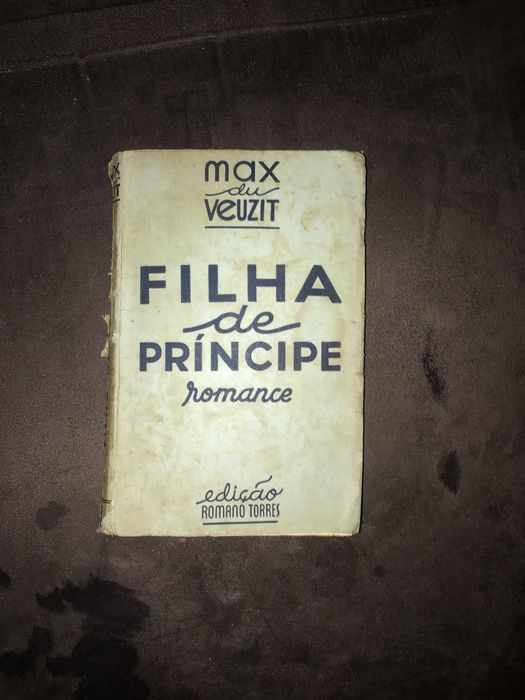 max
du
Veuzit
FILHA
de
PRÍNCIPE
romance
edição
ROMANO TORRES